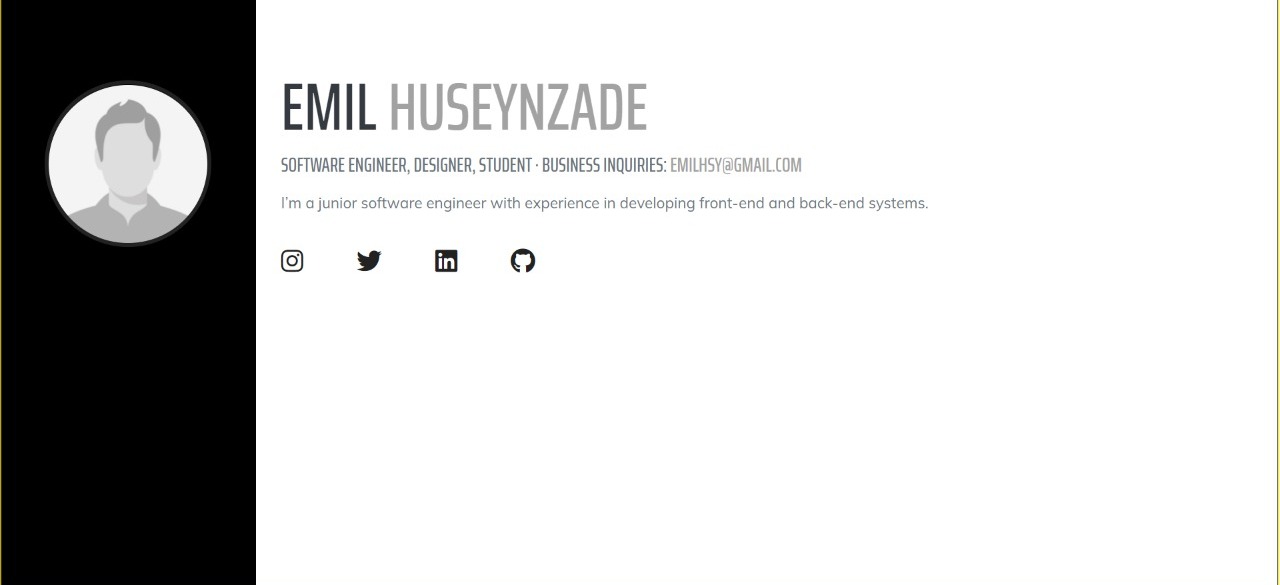 EMIL HUSEYNZADE
SOFTWARE ENGINEER, DESIGNER, STUDENT · BUSINESS INQUIRIES: EMILHSY@GMAIL.COM
I'm a junior software engineer with experience in developing front-end and back-end systems.
in